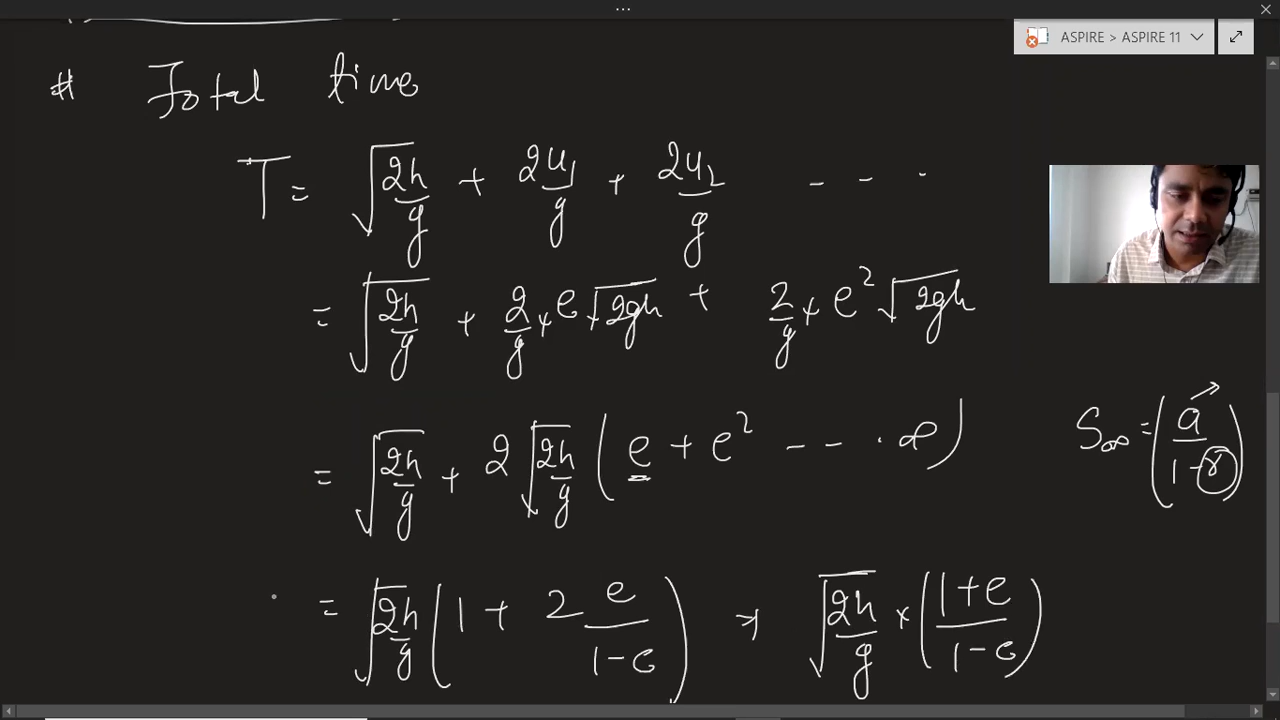 ...
ASPIRE > ASPIRE 11
# Total time
T = √(2h/g) + 2u₁/g + 2u₂/g - - .
= √(2h/g) + 2/g × e √2gh + 2/g × e² √2gh
= √(2h/g) + 2 √(2h/g) ( e + e² - - . ∞ )
S∞ = ( a / 1-r )
= √(2h/g) ( 1 + 2 e/1-e ) → √(2h/g) × ( 1+e / 1-e )